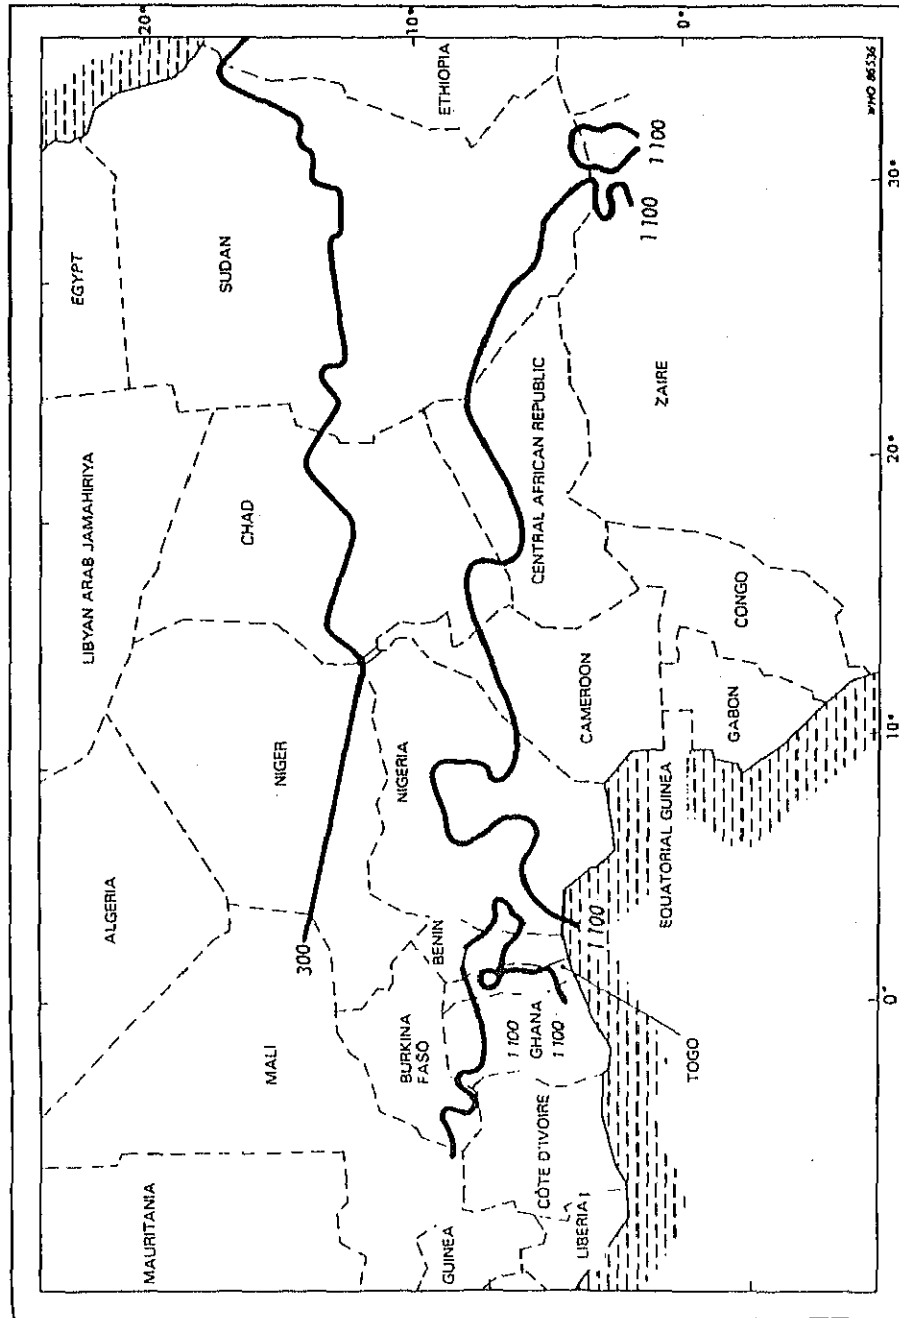 20°
10°
0°
EGYPT
SUDAN
ETHIOPIA
LIBYAN ARAB JAMAHIRIYA
CHAD
CENTRAL AFRICAN REPUBLIC
ZAIRE
ALGERIA
NIGER
NIGERIA
CAMEROON
CONGO
GABON
EQUATORIAL GUINEA
MALI
BURKINA
FASO
BENIN
GHANA
TOGO
MAURITANIA
GUINEA
CÔTE D'IVOIRE
LIBERIA
300
1100
1100
1100
1100
1100
0°
10°
20°
30°
WHO 86536